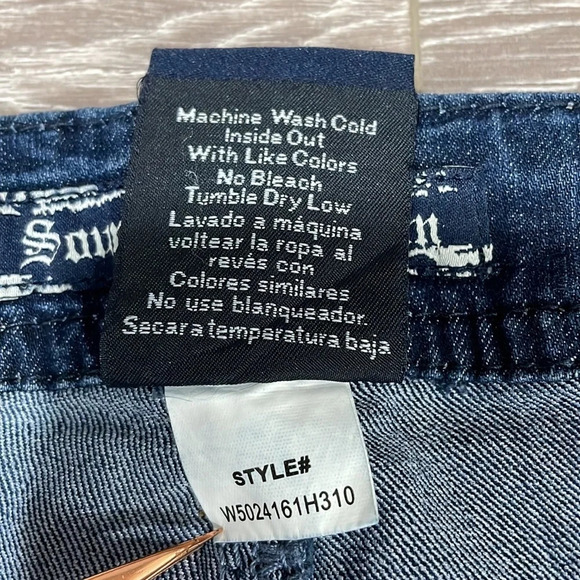 Machine Wash Cold
Inside Out
With Like Colors
No Bleach
Tumble Dry Low
Lavado a máquina
voltear la ropa al
revés con
Colores similares
No use blanqueador.
Secara temperatura baja
STYLE#
W5024161H310